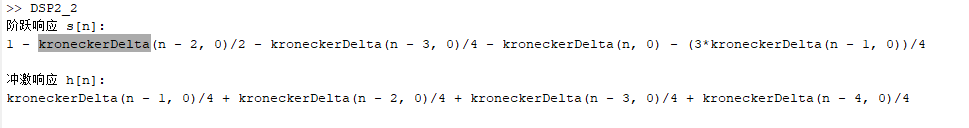 >> DSP2_2
阶跃响应 s[n]:
1 - kroneckerDelta(n - 2, 0)/2 - kroneckerDelta(n - 3, 0)/4 - kroneckerDelta(n, 0) - (3*kroneckerDelta(n - 1, 0))/4
冲激响应 h[n]:
kroneckerDelta(n - 1, 0)/4 + kroneckerDelta(n - 2, 0)/4 + kroneckerDelta(n - 3, 0)/4 + kroneckerDelta(n - 4, 0)/4